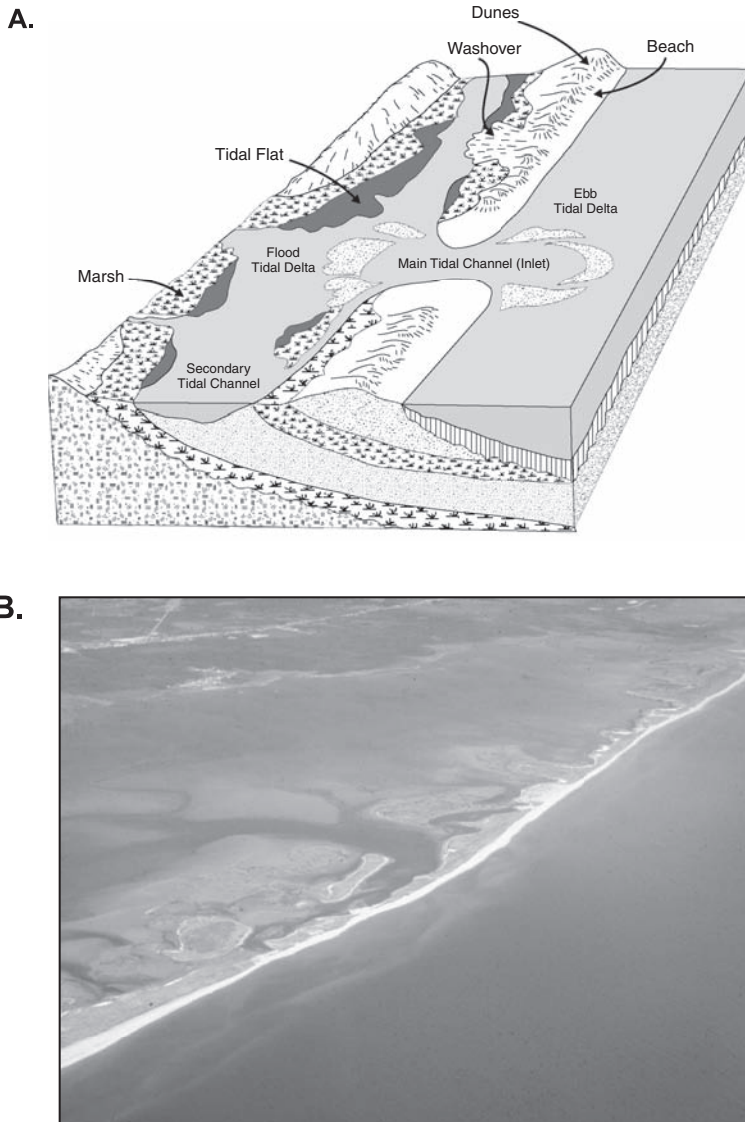 A.
Dunes
Washover
Beach
Tidal Flat
Ebb
Tidal Delta
Flood
Tidal Delta
Main Tidal Channel (Inlet)
Marsh
Secondary
Tidal Channel
B.